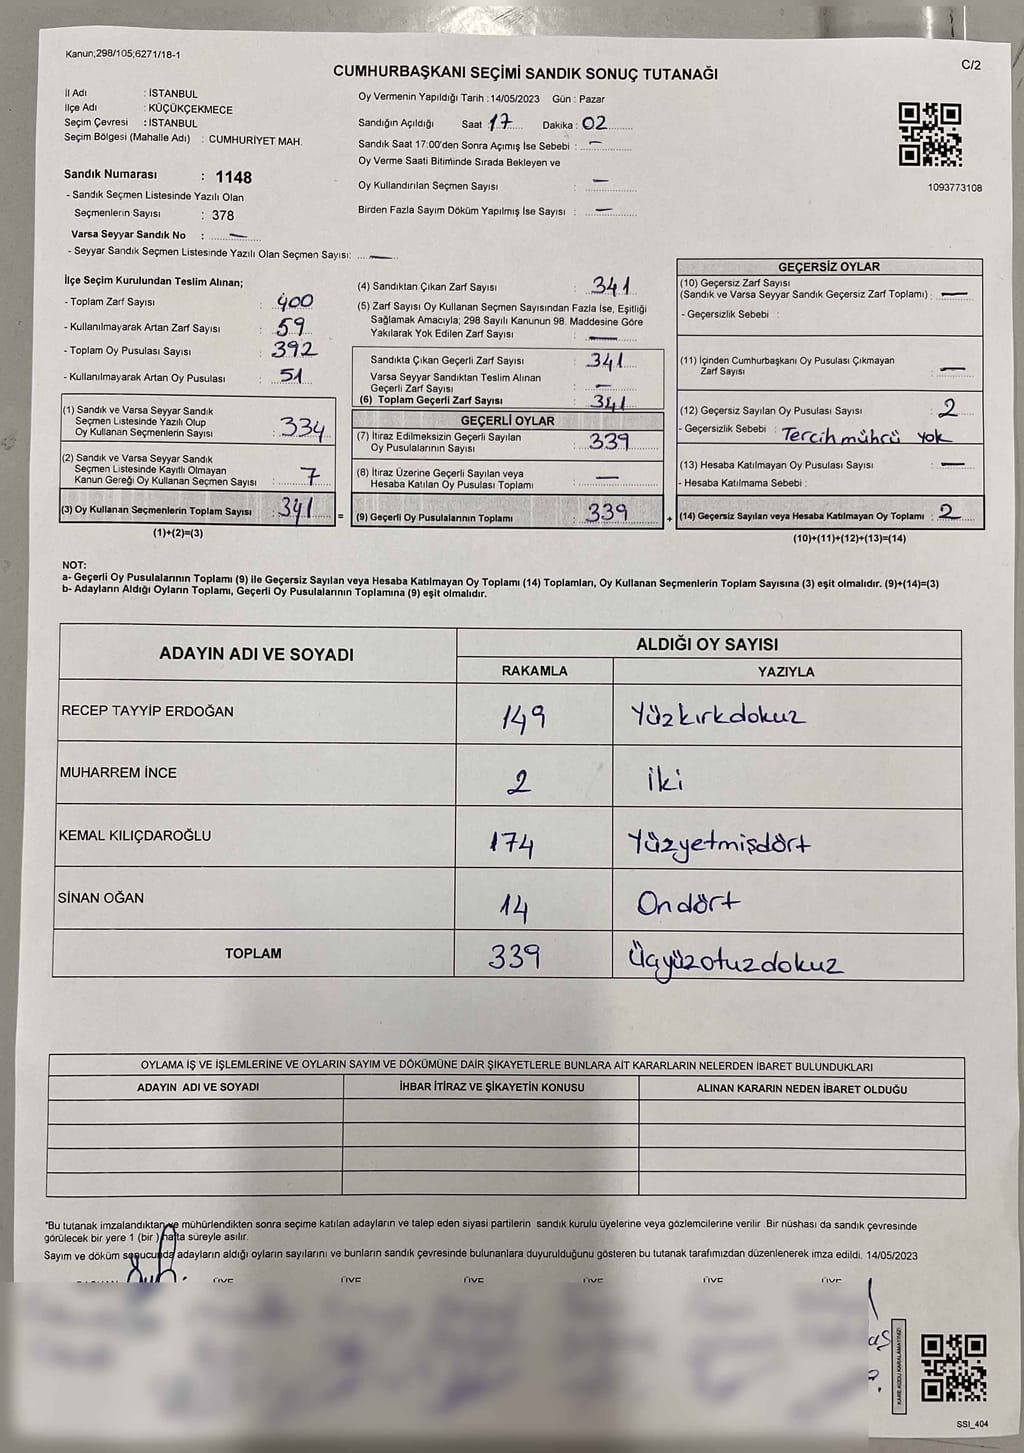 Kanun;298/105;6271/18-1
C/2
CUMHURBAŞKANI SEÇİMİ SANDIK SONUÇ TUTANAĞI
İl Adı : İSTANBUL
İlçe Adı : KÜÇÜKÇEKMECE
Seçim Çevresi : İSTANBUL
Seçim Bölgesi (Mahalle Adı) : CUMHURİYET MAH.
Sandık Numarası : 1148
- Sandık Seçmen Listesinde Yazılı Olan
Seçmenlerin Sayısı : 378
Varsa Seyyar Sandık No : —
- Seyyar Sandık Seçmen Listesinde Yazılı Olan Seçmen Sayısı: —
Oy Vermenin Yapıldığı Tarih : 14/05/2023 Gün : Pazar
Sandığın Açıldığı Saat : 17 Dakika : 02
Sandık Saat 17:00'den Sonra Açımış İse Sebebi : —
Oy Verme Saati Bitiminde Sırada Bekleyen ve
Oy Kullandırılan Seçmen Sayısı : —
Birden Fazla Sayım Döküm Yapılmış İse Sayısı : —
1093773108
İlçe Seçim Kurulundan Teslim Alınan;
- Toplam Zarf Sayısı : 400
- Kullanılmayarak Artan Zarf Sayısı : 59
- Toplam Oy Pusulası Sayısı : 392
- Kullanılmayarak Artan Oy Pusulası : 51
(1) Sandık ve Varsa Seyyar Sandık
Seçmen Listesinde Yazılı Olup
Oy Kullanan Seçmenlerin Sayısı : 334
(2) Sandık ve Varsa Seyyar Sandık
Seçmen Listesinde Kayıtlı Olmayan
Kanun Gereği Oy Kullanan Seçmen Sayısı : 7
(3) Oy Kullanan Seçmenlerin Toplam Sayısı : 341
(1)+(2)=(3)
(4) Sandıktan Çıkan Zarf Sayısı : 341
(5) Zarf Sayısı Oy Kullanan Seçmen Sayısından Fazla İse, Eşitliği
Sağlamak Amacıyla; 298 Sayılı Kanunun 98. Maddesine Göre
Yakılarak Yok Edilen Zarf Sayısı : —
Sandıkta Çıkan Geçerli Zarf Sayısı : 341
Varsa Seyyar Sandıktan Teslim Alınan
Geçerli Zarf Sayısı : —
(6) Toplam Geçerli Zarf Sayısı : 341
GEÇERLİ OYLAR
(7) İtiraz Edilmeksizin Geçerli Sayılan
Oy Pusulalarının Sayısı : 339
(8) İtiraz Üzerine Geçerli Sayılan veya
Hesaba Katılan Oy Pusulası Toplamı : —
= (9) Geçerli Oy Pusulalarının Toplamı : 339 +
GEÇERSİZ OYLAR
(10) Geçersiz Zarf Sayısı
(Sandık ve Varsa Seyyar Sandık Geçersiz Zarf Toplamı) : —
- Geçersizlik Sebebi :
(11) İçinden Cumhurbaşkanı Oy Pusulası Çıkmayan
Zarf Sayısı : —
(12) Geçersiz Sayılan Oy Pusulası Sayısı : 2
- Geçersizlik Sebebi : Tercih mührü yok
(13) Hesaba Katılmayan Oy Pusulası Sayısı : —
- Hesaba Katılmama Sebebi :
(14) Geçersiz Sayılan veya Hesaba Katılmayan Oy Toplamı : 2
(10)+(11)+(12)+(13)=(14)
NOT:
a- Geçerli Oy Pusulalarının Toplamı (9) ile Geçersiz Sayılan veya Hesaba Katılmayan Oy Toplamı (14) Toplamları, Oy Kullanan Seçmenlerin Toplam Sayısına (3) eşit olmalıdır. (9)+(14)=(3)
b- Adayların Aldığı Oyların Toplamı, Geçerli Oy Pusulalarının Toplamına (9) eşit olmalıdır.
ADAYIN ADI VE SOYADI ALDIĞI OY SAYISI
RAKAMLA YAZIYLA
RECEP TAYYİP ERDOĞAN 149 Yüzkırkdokuz
MUHARREM İNCE 2 iki
KEMAL KILIÇDAROĞLU 174 Yüzyetmişdört
SİNAN OĞAN 14 Ondört
TOPLAM 339 Üçyüzotuzdokuz
OYLAMA İŞ VE İŞLEMLERİNE VE OYLARIN SAYIM VE DÖKÜMÜNE DAİR ŞİKAYETLERLE BUNLARA AİT KARARLARIN NELERDEN İBARET BULUNDUKLARI
ADAYIN ADI VE SOYADI İHBAR İTİRAZ VE ŞİKAYETİN KONUSU ALINAN KARARIN NEDEN İBARET OLDUĞU
*Bu tutanak imzalandıktan ve mühürlendikten sonra seçime katılan adayların ve talep eden siyasi partilerin sandık kurulu üyelerine veya gözlemcilerine verilir. Bir nüshası da sandık çevresinde
görülecek bir yere 1 (bir) hafta süreyle asılır.
Sayım ve döküm sonucunda adayların aldığı oyların sayılarını ve bunların sandık çevresinde bulunanlara duyurulduğunu gösteren bu tutanak tarafımızdan düzenlenerek imza edildi. 14/05/2023
ÜYE ÜYE ÜYE ÜYE ÜYE ÜYE
KARE KODU KARALAMAYINIZ!
SSI_404